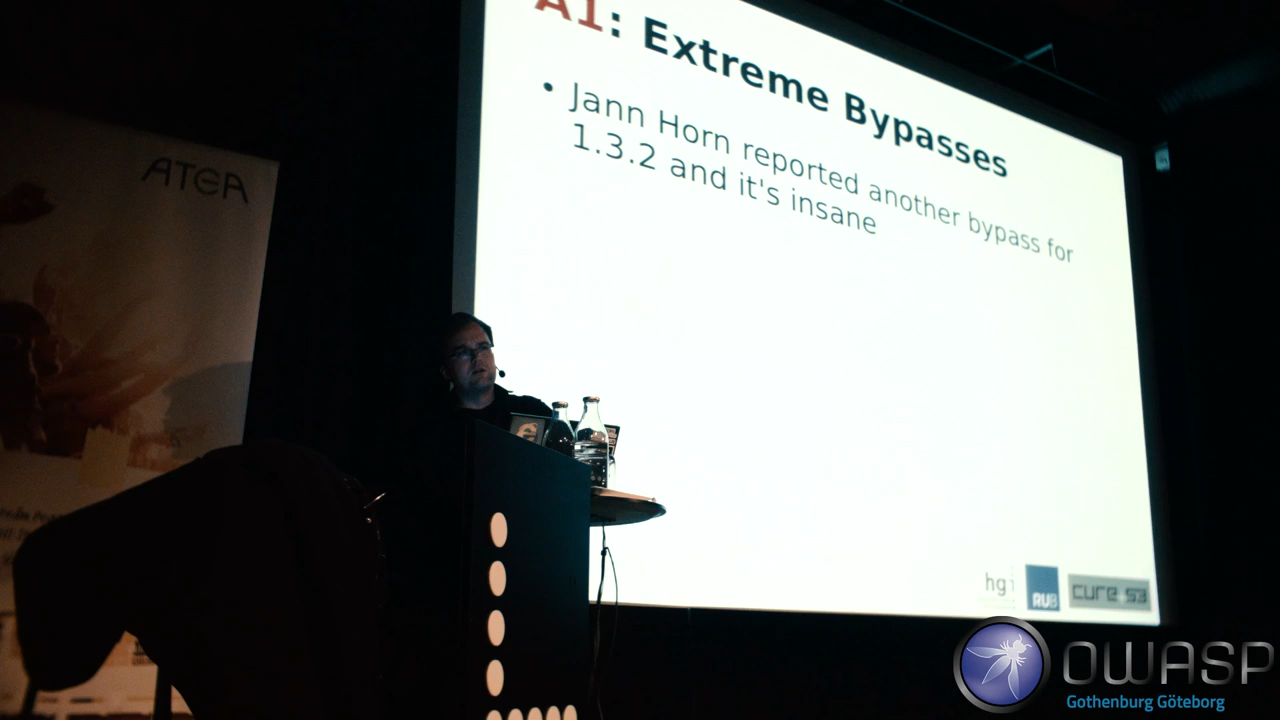 A1: Extreme Bypasses
• Jann Horn reported another bypass for
1.3.2 and it's insane
ATEA
hgi
RUB
cure53
OWASP
Gothenburg Göteborg